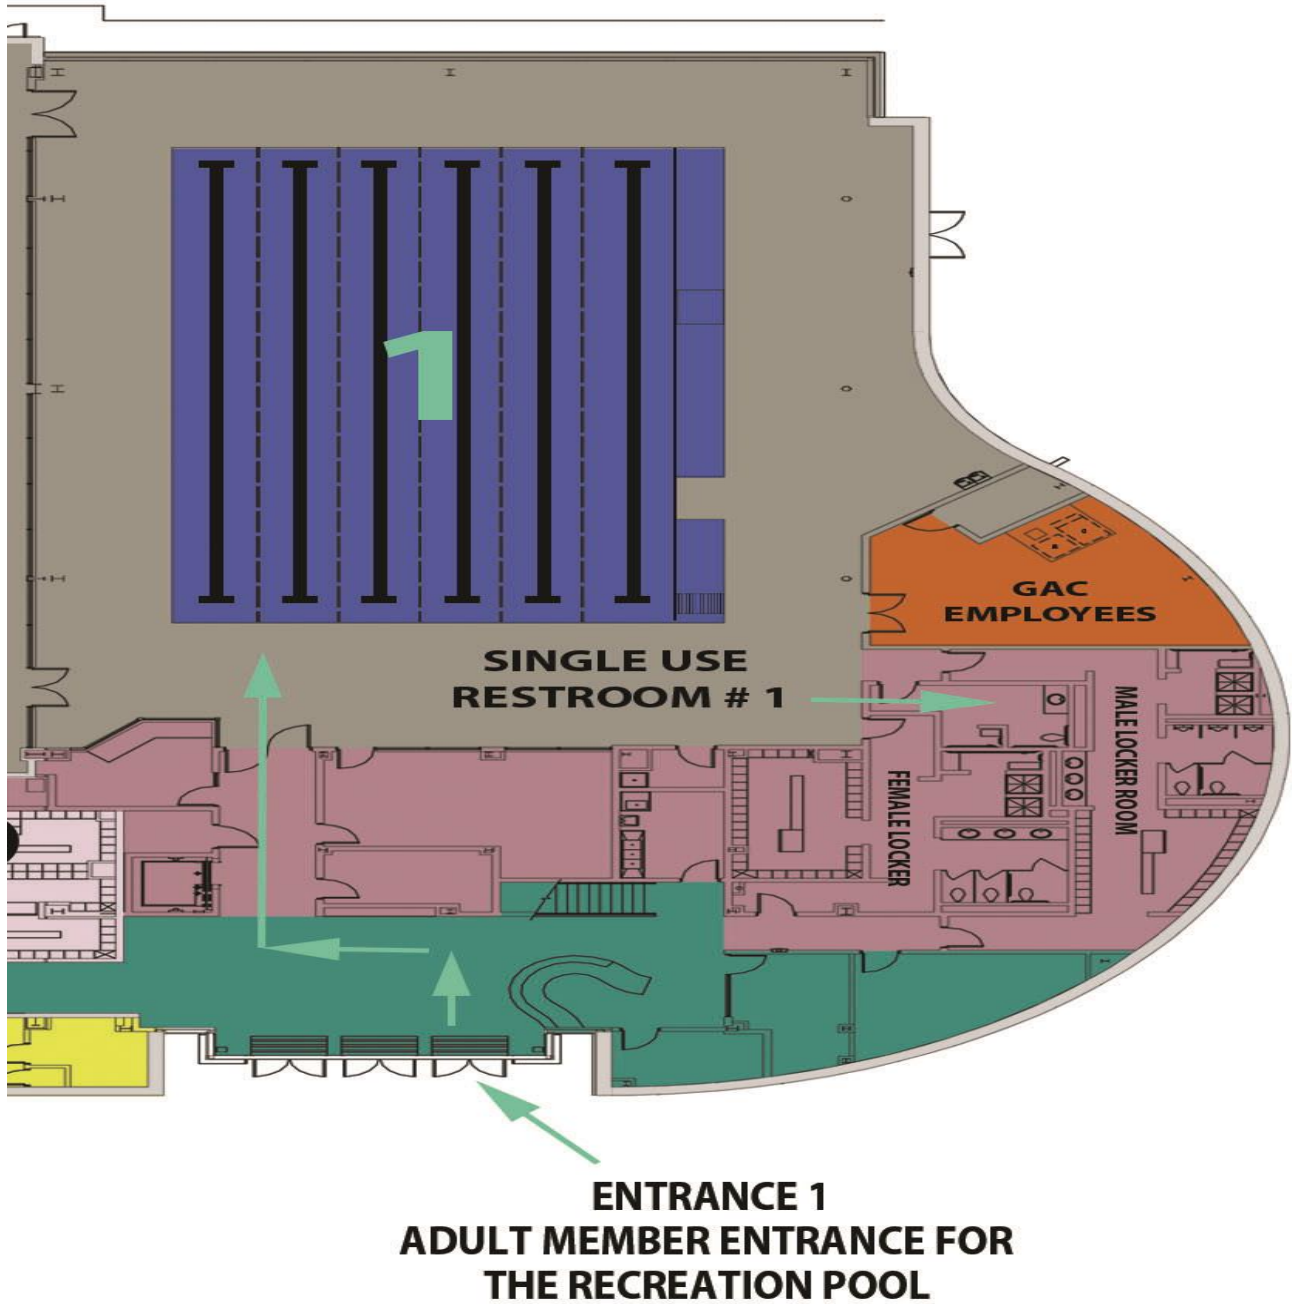 1
GAC
EMPLOYEES
SINGLE USE
RESTROOM # 1
MALE LOCKER ROOM
FEMALE LOCKER
ENTRANCE 1
ADULT MEMBER ENTRANCE FOR
THE RECREATION POOL